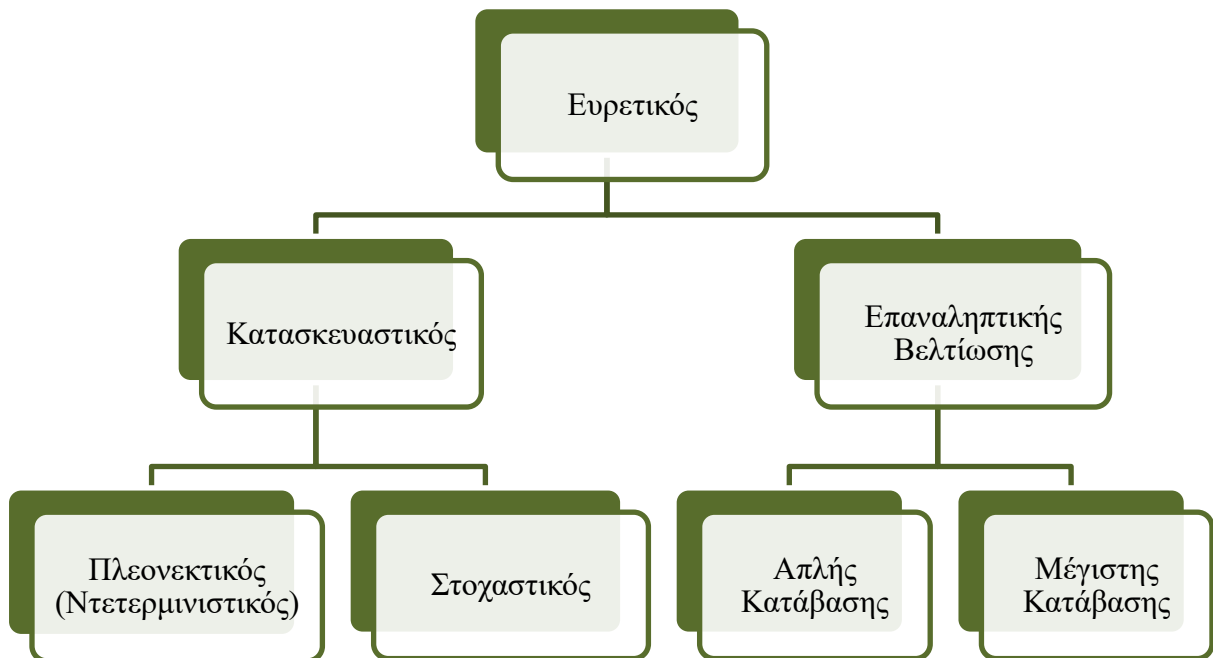 Ευρετικός
Κατασκευαστικός
Επαναληπτικής
Βελτίωσης
Πλεονεκτικός
(Ντετερμινιστικός)
Στοχαστικός
Απλής
Κατάβασης
Μέγιστης
Κατάβασης